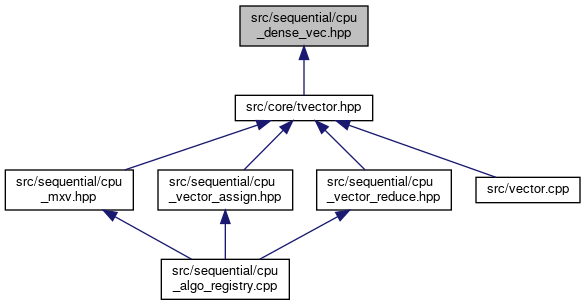 src/sequential/cpu
_dense_vec.hpp
src/core/tvector.hpp
src/sequential/cpu
_mxv.hpp
src/sequential/cpu
_vector_assign.hpp
src/sequential/cpu
_vector_reduce.hpp
src/vector.cpp
src/sequential/cpu
_algo_registry.cpp